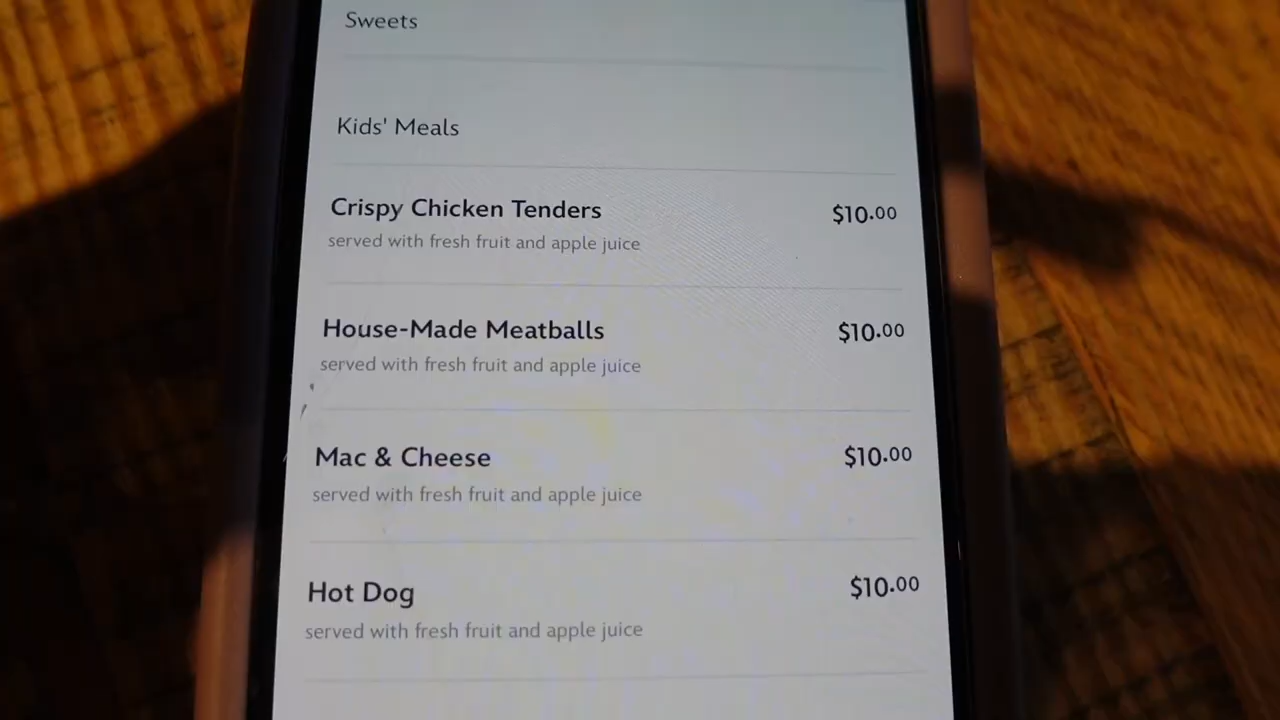 Sweets
Kids' Meals
Crispy Chicken Tenders $10.00
served with fresh fruit and apple juice
House-Made Meatballs $10.00
served with fresh fruit and apple juice
Mac & Cheese $10.00
served with fresh fruit and apple juice
Hot Dog $10.00
served with fresh fruit and apple juice